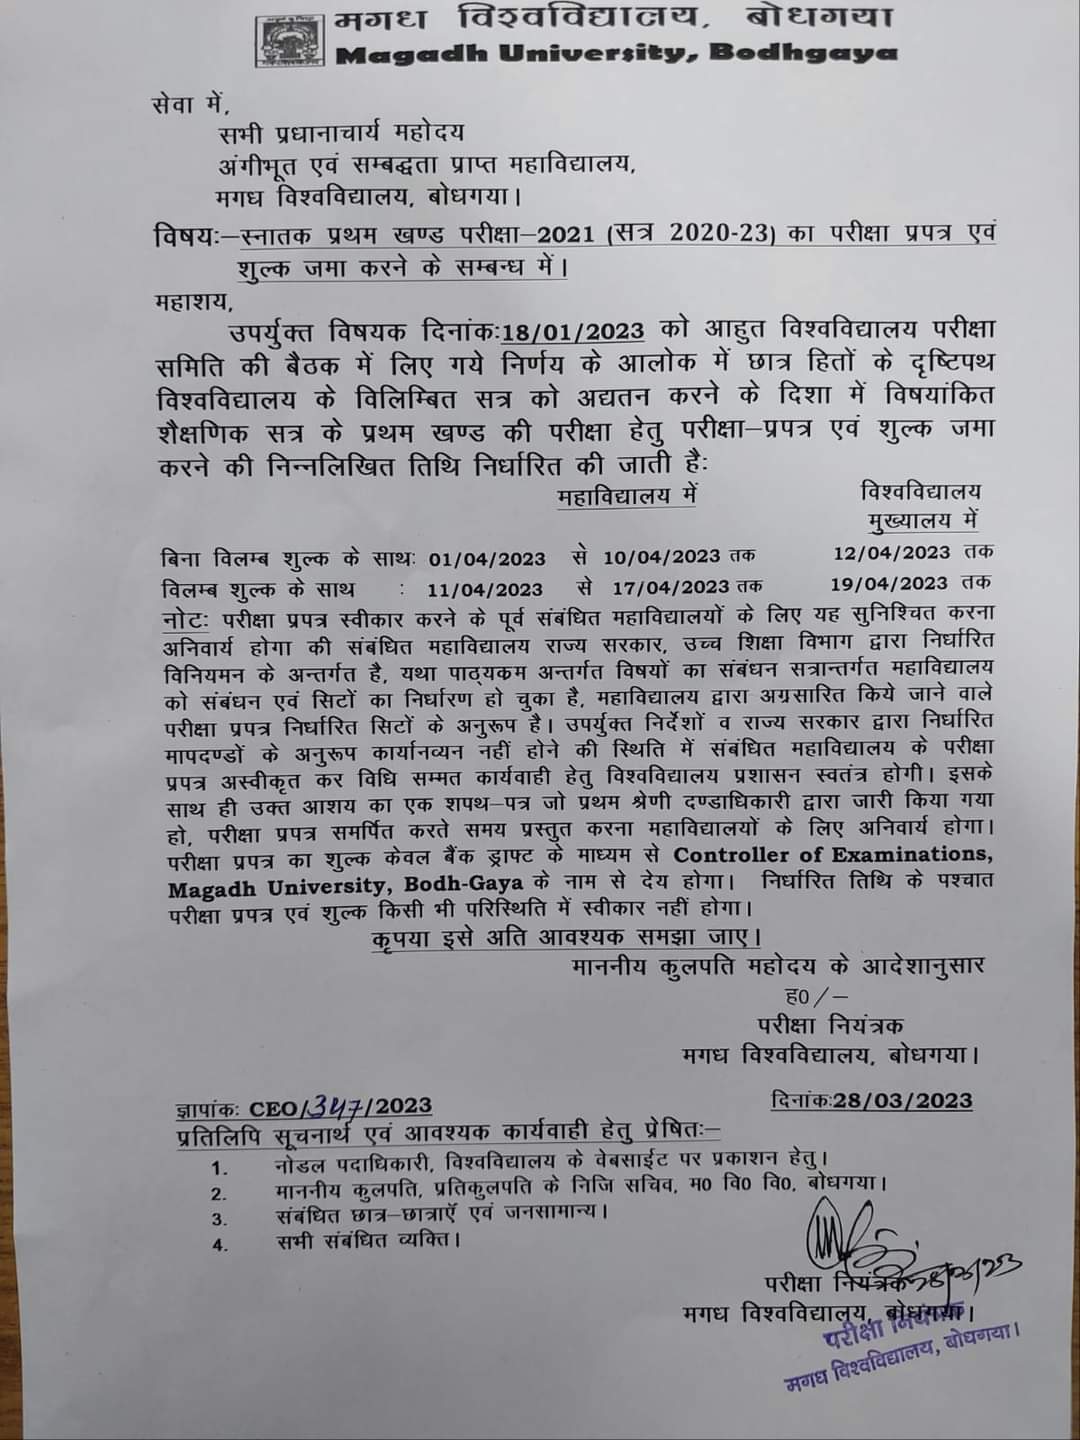 मगध विश्वविद्यालय, बोधगया
Magadh University, Bodhgaya
सेवा में,
सभी प्रधानाचार्य महोदय
अंगीभूत एवं सम्बद्धता प्राप्त महाविद्यालय,
मगध विश्वविद्यालय, बोधगया।
विषयः–स्नातक प्रथम खण्ड परीक्षा–2021 (सत्र 2020-23) का परीक्षा प्रपत्र एवं
शुल्क जमा करने के सम्बन्ध में।
महाशय,
उपर्युक्त विषयक दिनांकः18/01/2023 को आहुत विश्वविद्यालय परीक्षा
समिति की बैठक में लिए गये निर्णय के आलोक में छात्र हितों के दृष्टिपथ
विश्वविद्यालय के विलिम्बित सत्र को अद्यतन करने के दिशा में विषयांकित
शैक्षणिक सत्र के प्रथम खण्ड की परीक्षा हेतु परीक्षा–प्रपत्र एवं शुल्क जमा
करने की निन्नलिखित तिथि निर्धारित की जाती हैः
महाविद्यालय में विश्वविद्यालय
मुख्यालय में
बिना विलम्ब शुल्क के साथः 01/04/2023 से 10/04/2023 तक 12/04/2023 तक
विलम्ब शुल्क के साथ : 11/04/2023 से 17/04/2023 तक 19/04/2023 तक
नोटः परीक्षा प्रपत्र स्वीकार करने के पूर्व संबंधित महाविद्यालयों के लिए यह सुनिश्चित करना
अनिवार्य होगा की संबंधित महाविद्यालय राज्य सरकार, उच्च शिक्षा विभाग द्वारा निर्धारित
विनियमन के अन्तर्गत है, यथा पाठ्यकम अन्तर्गत विषयों का संबंधन सत्रान्तर्गत महाविद्यालय
को संबंधन एवं सिटों का निर्धारण हो चुका है, महाविद्यालय द्वारा अग्रसारित किये जाने वाले
परीक्षा प्रपत्र निर्धारित सिटों के अनुरूप है। उपर्युक्त निर्देशों व राज्य सरकार द्वारा निर्धारित
मापदण्डों के अनुरूप कार्यानव्यन नहीं होने की स्थिति में संबंधित महाविद्यालय के परीक्षा
प्रपत्र अस्वीकृत कर विधि सम्मत कार्यवाही हेतु विश्वविद्यालय प्रशासन स्वतंत्र होगी। इसके
साथ ही उक्त आशय का एक शपथ–पत्र जो प्रथम श्रेणी दण्डाधिकारी द्वारा जारी किया गया
हो, परीक्षा प्रपत्र समर्पित करते समय प्रस्तुत करना महाविद्यालयों के लिए अनिवार्य होगा।
परीक्षा प्रपत्र का शुल्क केवल बैंक ड्राफ्ट के माध्यम से Controller of Examinations,
Magadh University, Bodh-Gaya के नाम से देय होगा। निर्धारित तिथि के पश्चात
परीक्षा प्रपत्र एवं शुल्क किसी भी परिस्थिति में स्वीकार नहीं होगा।
कृपया इसे अति आवश्यक समझा जाए।
माननीय कुलपति महोदय के आदेशानुसार
ह0/–
परीक्षा नियंत्रक
मगध विश्वविद्यालय, बोधगया।
ज्ञापांकः CEO/347/2023 दिनांकः28/03/2023
प्रतिलिपि सूचनार्थ एवं आवश्यक कार्यवाही हेतु प्रेषितः–
1. नोडल पदाधिकारी, विश्वविद्यालय के वेबसाईट पर प्रकाशन हेतु।
2. माननीय कुलपति, प्रतिकुलपति के निजि सचिव, म0 वि0 वि0, बोधगया।
3. संबंधित छात्र–छात्राएँ एवं जनसामान्य।
4. सभी संबंधित व्यक्ति।
परीक्षा नियंत्रक 28/03/23
मगध विश्वविद्यालय, बोधगया।
परीक्षा नियंत्रक
मगध विश्वविद्यालय, बोधगया।